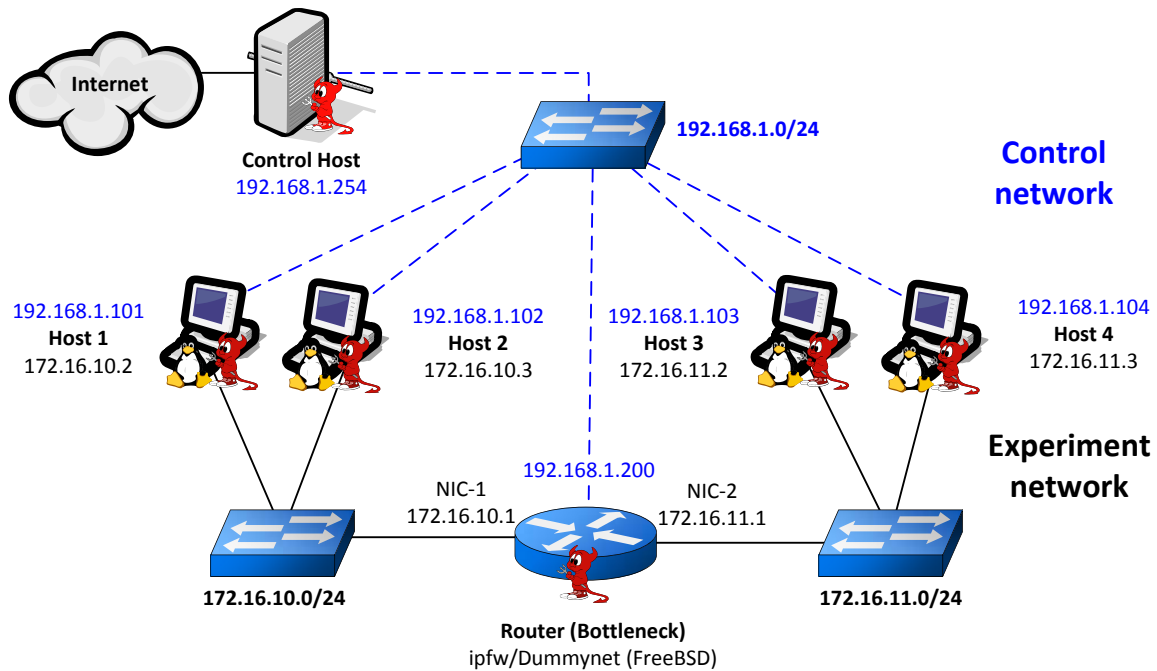 Internet
Control Host
192.168.1.254
192.168.1.0/24
Control
network
192.168.1.101
Host 1
172.16.10.2
192.168.1.102
Host 2
172.16.10.3
192.168.1.103
Host 3
172.16.11.2
192.168.1.104
Host 4
172.16.11.3
Experiment
network
192.168.1.200
NIC-1
172.16.10.1
NIC-2
172.16.11.1
172.16.10.0/24
172.16.11.0/24
Router (Bottleneck)
ipfw/Dummynet (FreeBSD)